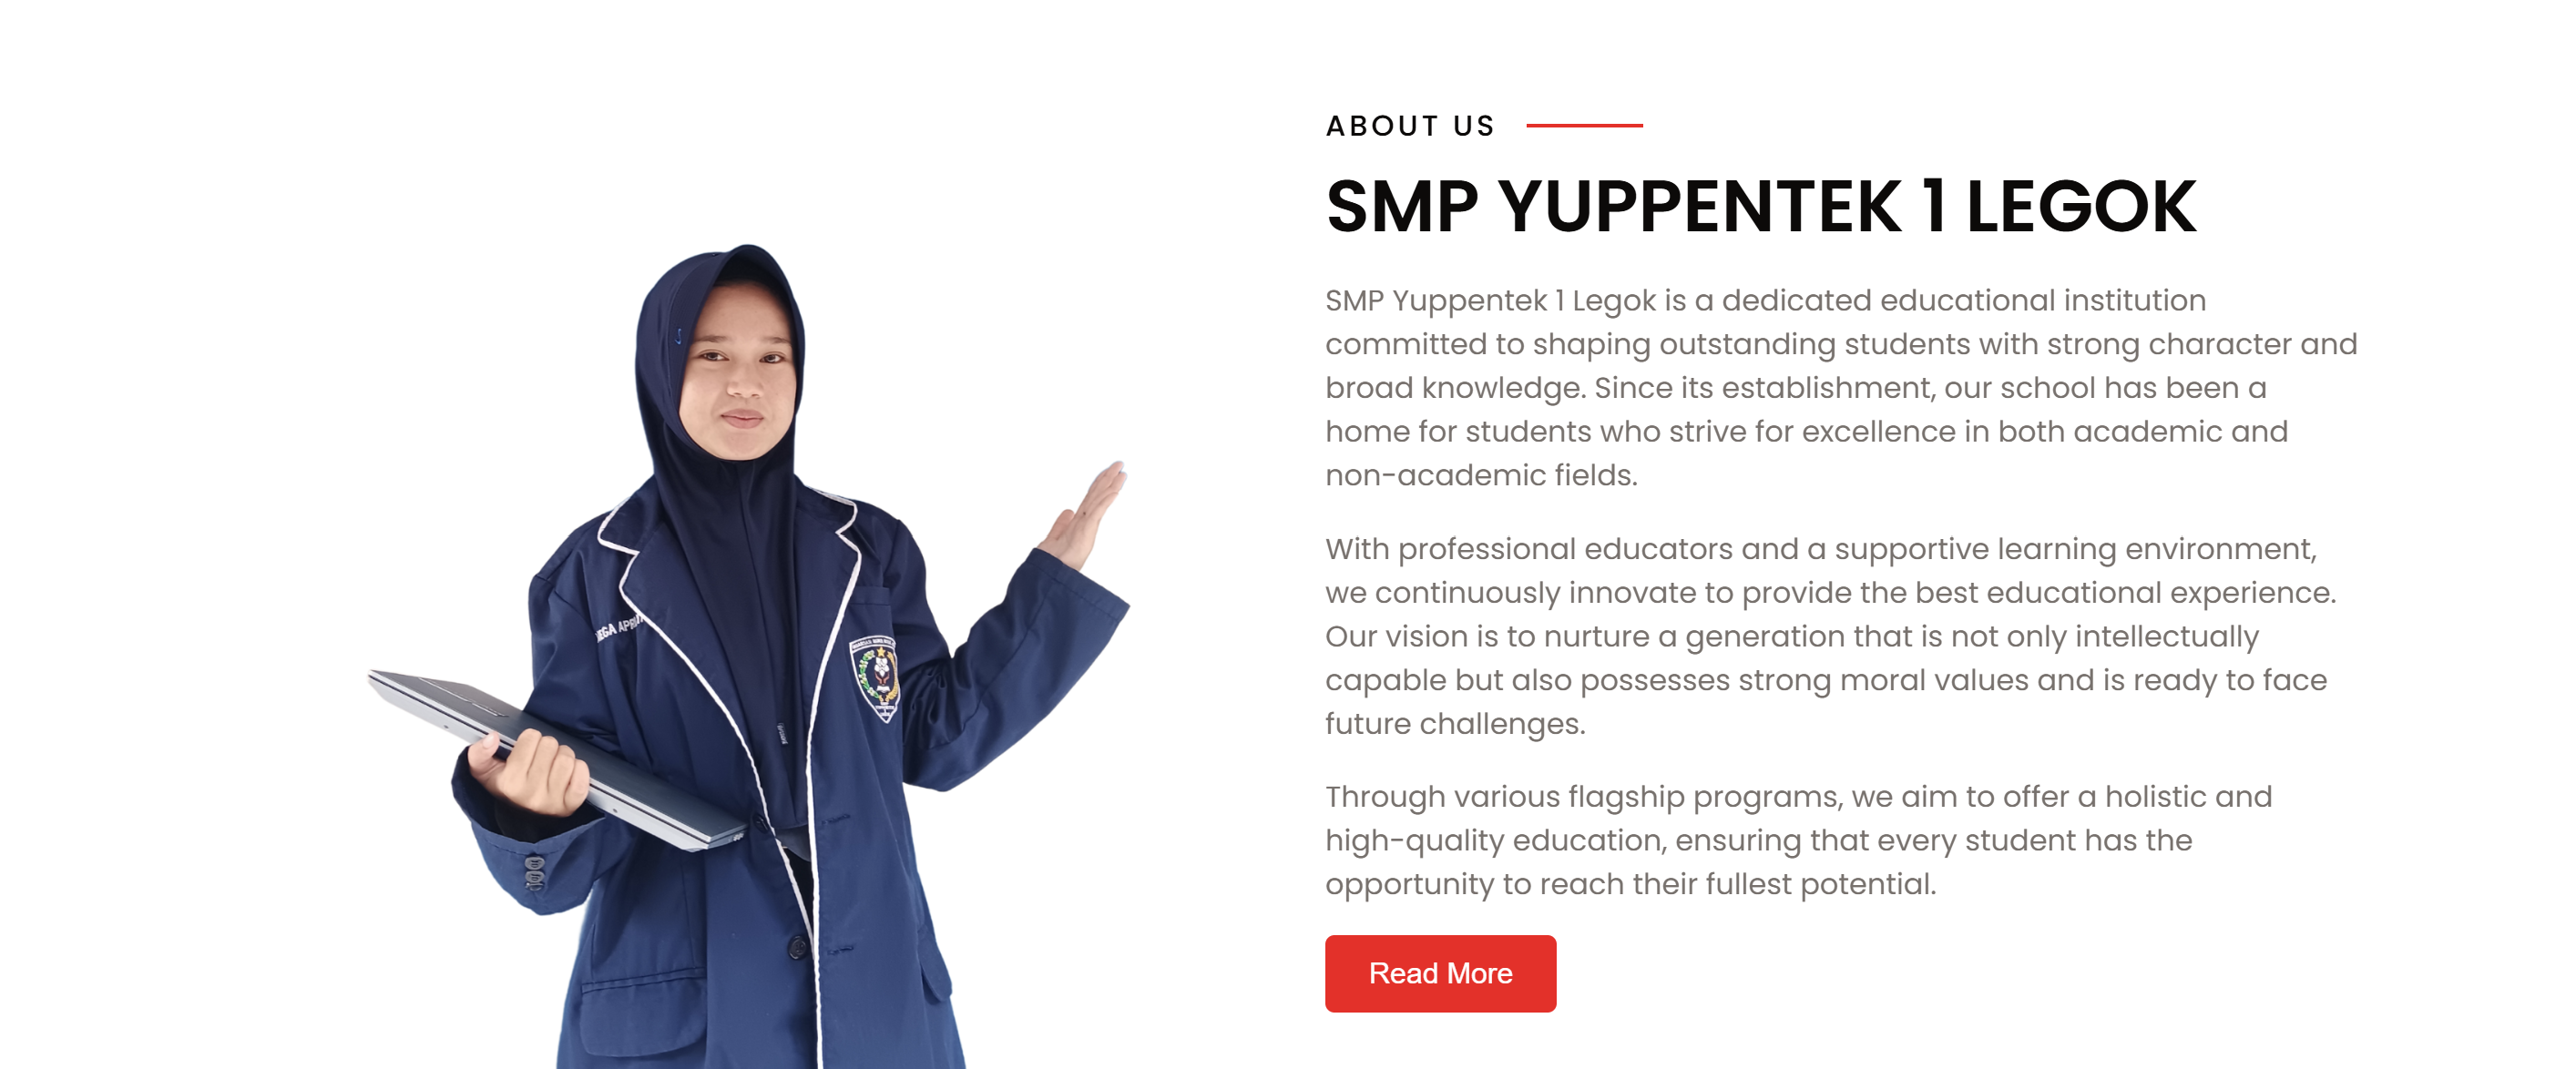 ABOUT US
SMP YUPPENTEK 1 LEGOK
SMP Yuppentek 1 Legok is a dedicated educational institution
committed to shaping outstanding students with strong character and
broad knowledge. Since its establishment, our school has been a
home for students who strive for excellence in both academic and
non-academic fields.
With professional educators and a supportive learning environment,
we continuously innovate to provide the best educational experience.
Our vision is to nurture a generation that is not only intellectually
capable but also possesses strong moral values and is ready to face
future challenges.
Through various flagship programs, we aim to offer a holistic and
high-quality education, ensuring that every student has the
opportunity to reach their fullest potential.
Read More